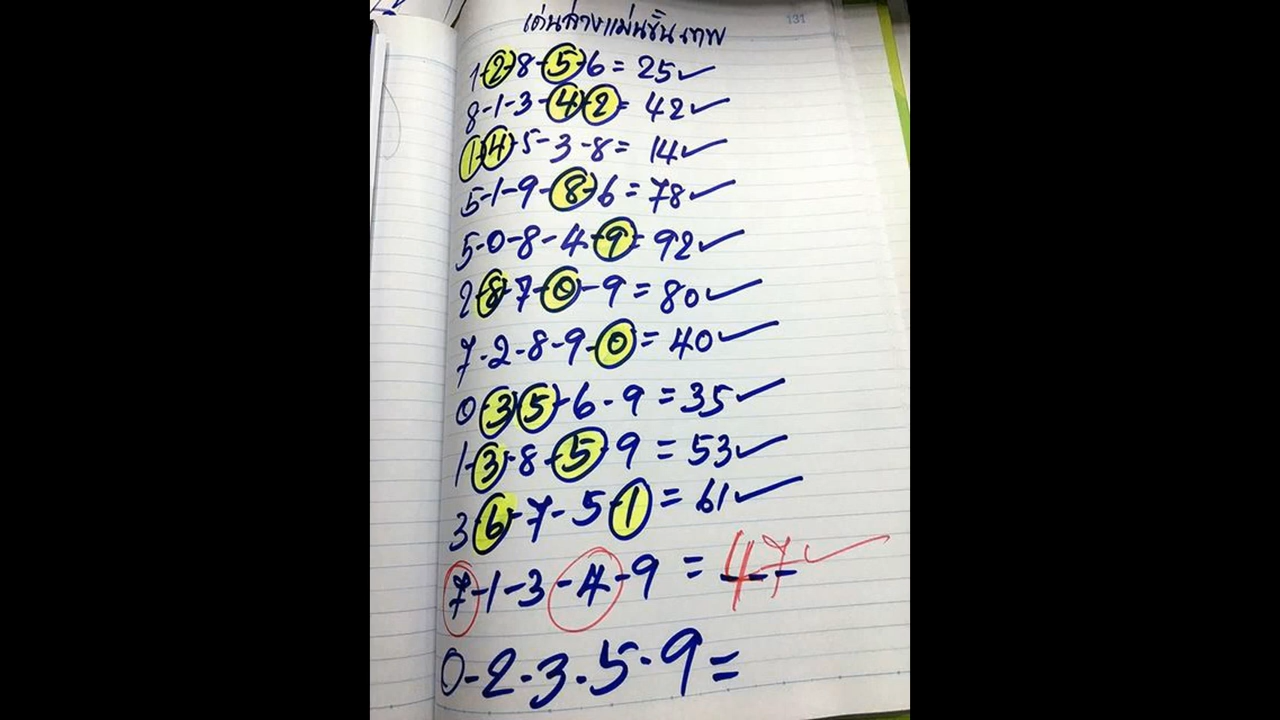 131
เด่นล่างแม่นขั้นเทพ
1-2-8-5-6 = 25✓
8-1-3-4-2 = 42✓
1-4-5-3-8 = 14✓
5-1-9-8-6 = 78✓
5-0-8-4-9 = 92✓
2-8-7-0-9 = 80✓
7-2-8-9-0 = 40✓
0-3-5-6-9 = 35✓
1-3-8-5-9 = 53✓
3-6-7-5-1 = 61✓
7-1-3-4-9 = 47✓
0-2-3-5-9 =